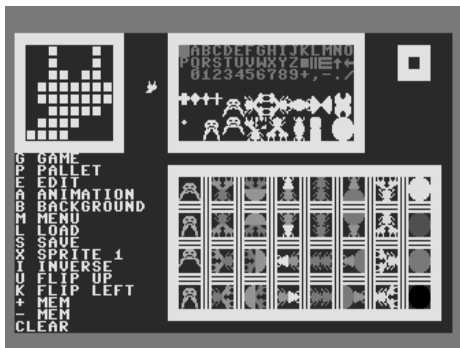 ABCDEFGHIJKLMNO
PQRSTUVWXYZ
0123456789+,-./
G GAME
P PALLET
E EDIT
A ANIMATION
B BACKGROUND
M MENU
L LOAD
S SAVE
X SPRITE 1
I INVERSE
U FLIP UP
K FLIP LEFT
+ MEM
- MEM
CLEAR